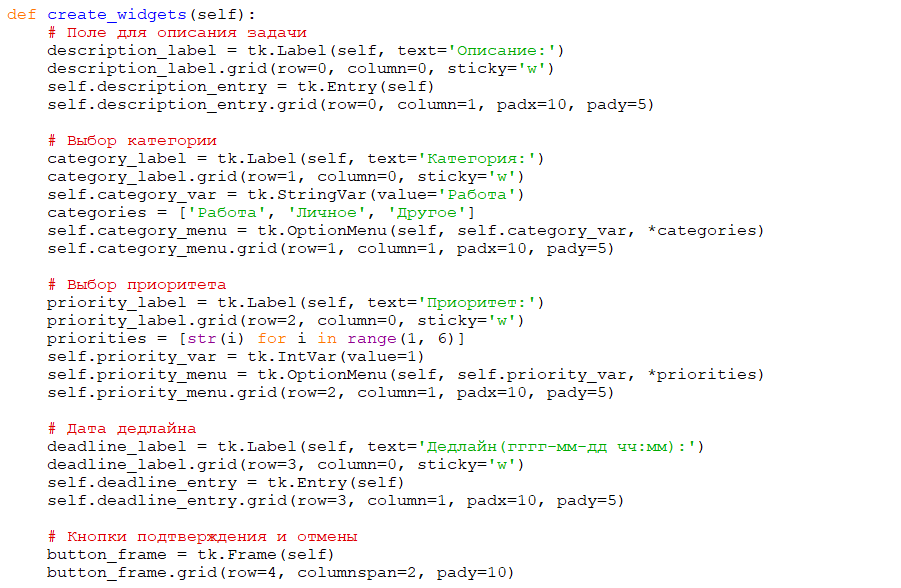 def create_widgets(self):
    # Поле для описания задачи
    description_label = tk.Label(self, text='Описание:')
    description_label.grid(row=0, column=0, sticky='w')
    self.description_entry = tk.Entry(self)
    self.description_entry.grid(row=0, column=1, padx=10, pady=5)

    # Выбор категории
    category_label = tk.Label(self, text='Категория:')
    category_label.grid(row=1, column=0, sticky='w')
    self.category_var = tk.StringVar(value='Работа')
    categories = ['Работа', 'Личное', 'Другое']
    self.category_menu = tk.OptionMenu(self, self.category_var, *categories)
    self.category_menu.grid(row=1, column=1, padx=10, pady=5)

    # Выбор приоритета
    priority_label = tk.Label(self, text='Приоритет:')
    priority_label.grid(row=2, column=0, sticky='w')
    priorities = [str(i) for i in range(1, 6)]
    self.priority_var = tk.IntVar(value=1)
    self.priority_menu = tk.OptionMenu(self, self.priority_var, *priorities)
    self.priority_menu.grid(row=2, column=1, padx=10, pady=5)

    # Дата дедлайна
    deadline_label = tk.Label(self, text='Дедлайн(гггг-мм-дд чч:мм):')
    deadline_label.grid(row=3, column=0, sticky='w')
    self.deadline_entry = tk.Entry(self)
    self.deadline_entry.grid(row=3, column=1, padx=10, pady=5)

    # Кнопки подтверждения и отмены
    button_frame = tk.Frame(self)
    button_frame.grid(row=4, columnspan=2, pady=10)